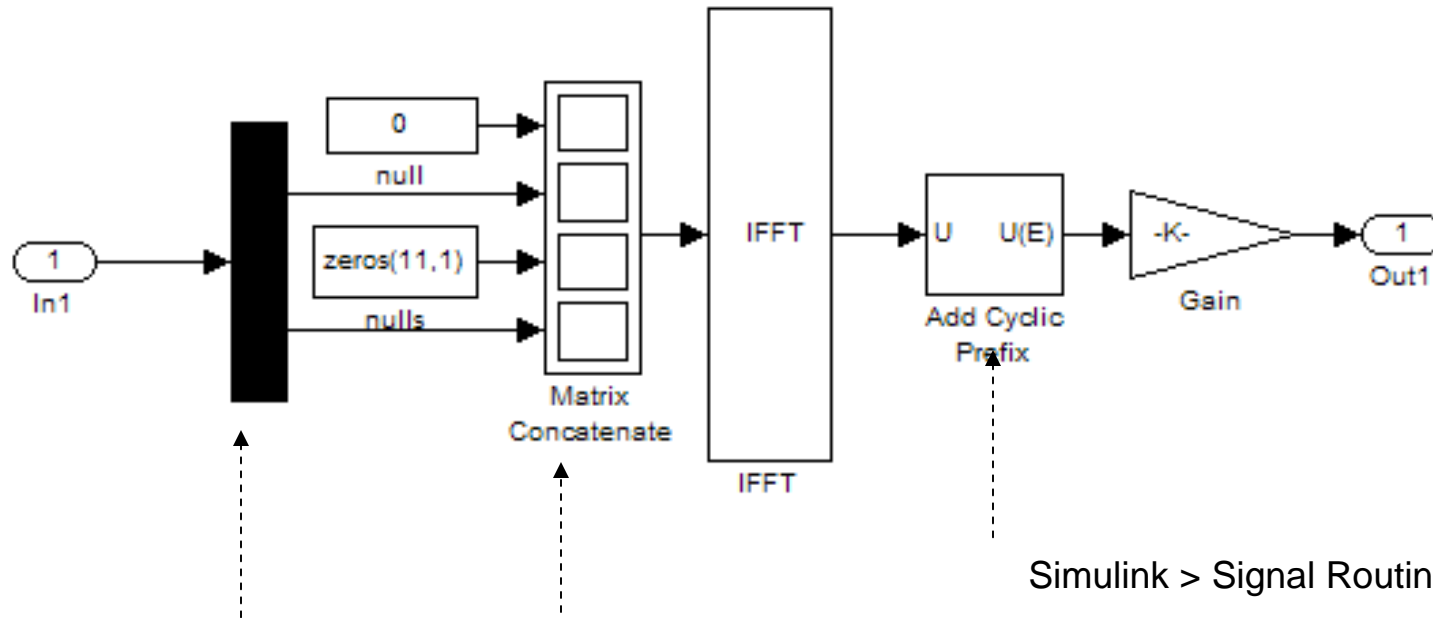 0
null
zeros(11,1)
nulls
1
In1
Matrix
Concatenate
IFFT
IFFT
U U(E)
Add Cyclic
Prefix
-K-
Gain
1
Out1
Simulink > Signal Routin